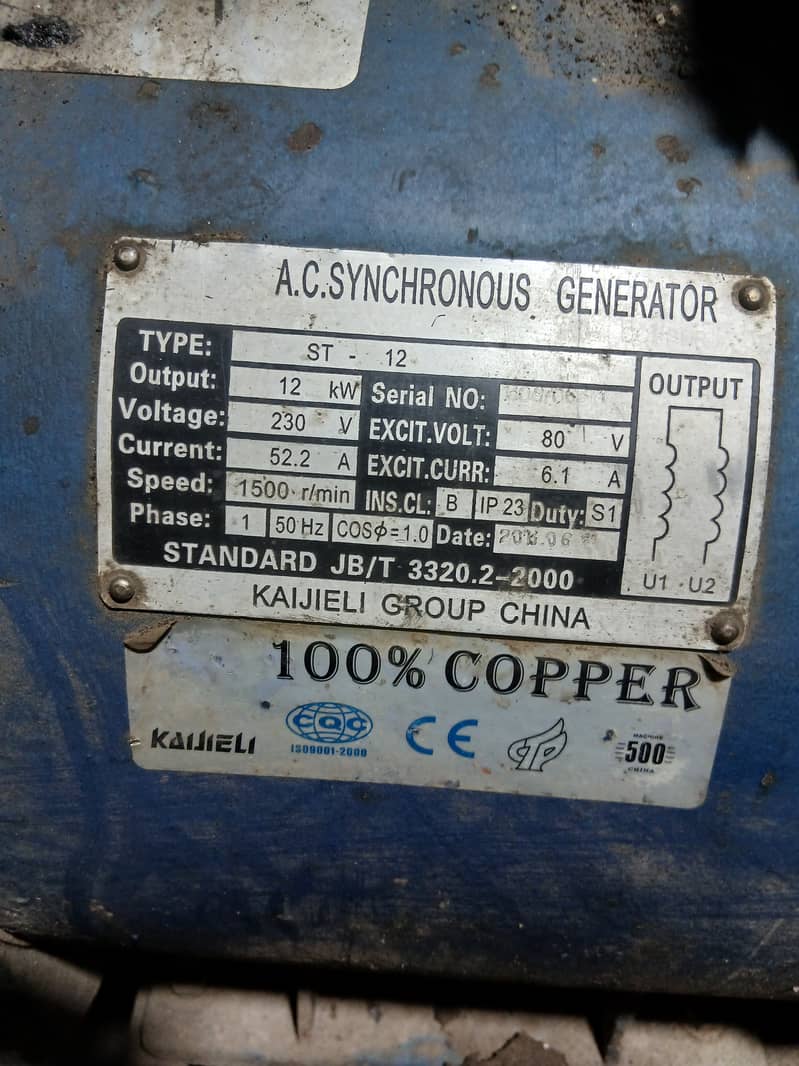 A.C.SYNCHRONOUS GENERATOR
TYPE: ST - 12
Output: 12 kW Serial NO:
Voltage: 230 V EXCIT.VOLT: 80 V
Current: 52.2 A EXCIT.CURR: 6.1 A
Speed: 1500 r/min INS.CL: B IP 23 Duty: S1
Phase: 1 50 Hz COSφ=1.0 Date:
OUTPUT
U1 U2
STANDARD JB/T 3320.2-2000
KAIJIELI GROUP CHINA
100% COPPER
KAIJIELI
CQC
ISO9001-2000
CE
MACHINE
500
CHINA